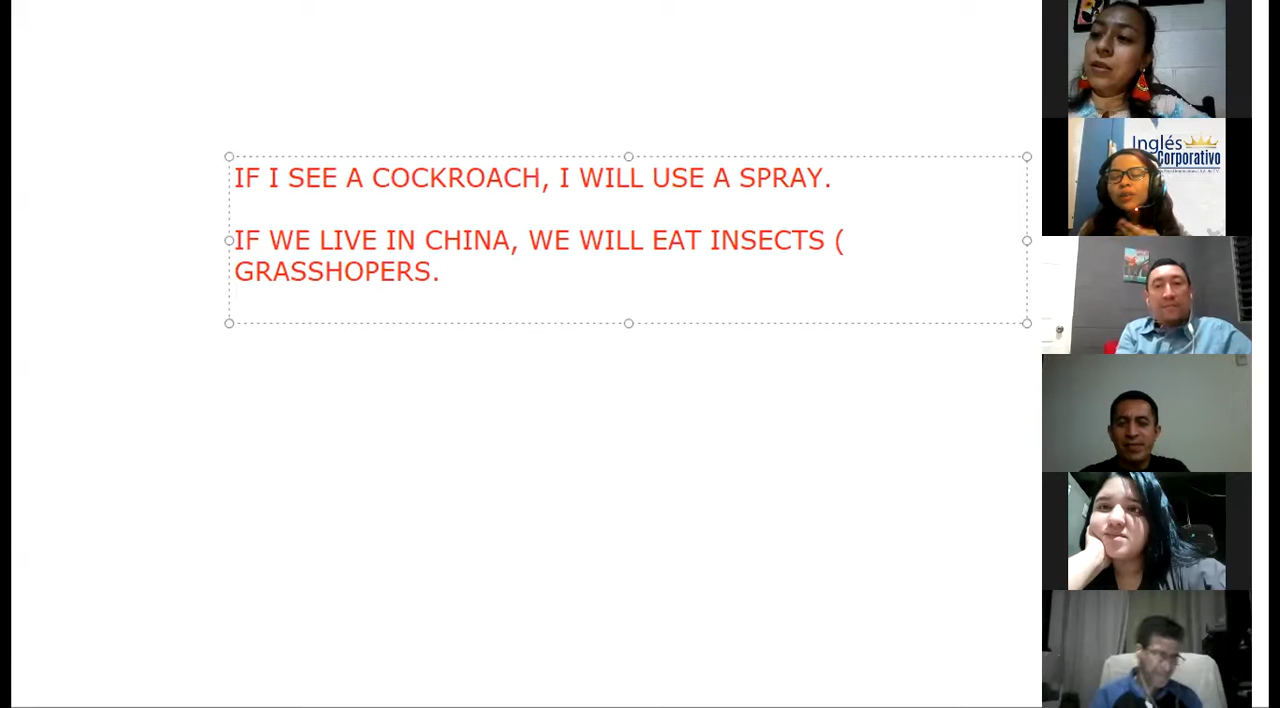 IF I SEE A COCKROACH, I WILL USE A SPRAY.
IF WE LIVE IN CHINA, WE WILL EAT INSECTS (
GRASSHOPERS.
Inglés
Corporativo